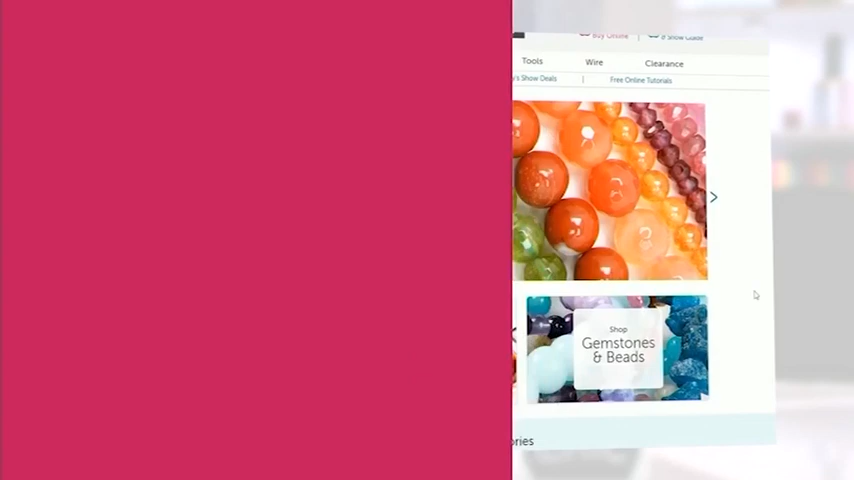 Buy Online | & Show Guide
Tools Wire Clearance
's Show Deals | Free Online Tutorials
Shop
Gemstones
& Beads
ories